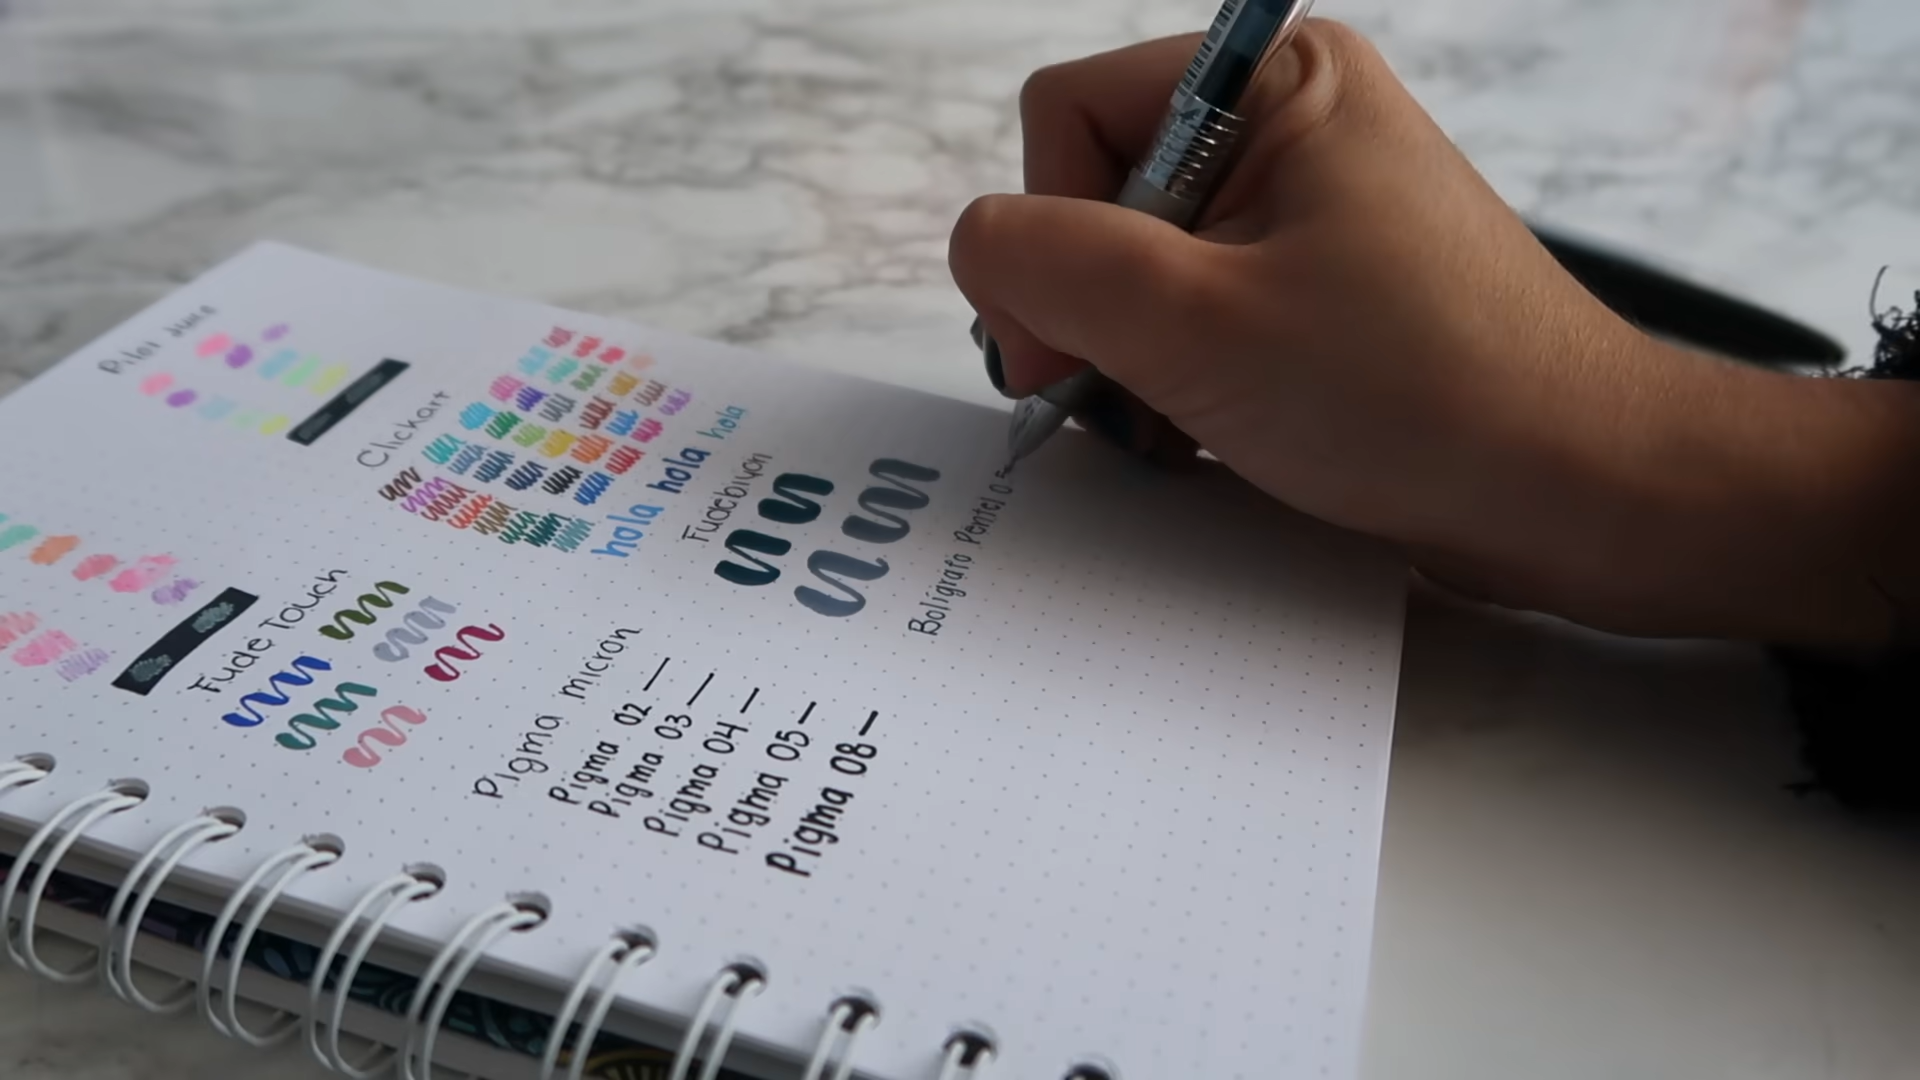 Pilot Juice
Clickart
hola hola hola
Fudebiyori
Bolígrafo Pentel 0.5
Fude Touch
Pigma micron
Pigma 02
Pigma 03
Pigma 04
Pigma 05
Pigma 08